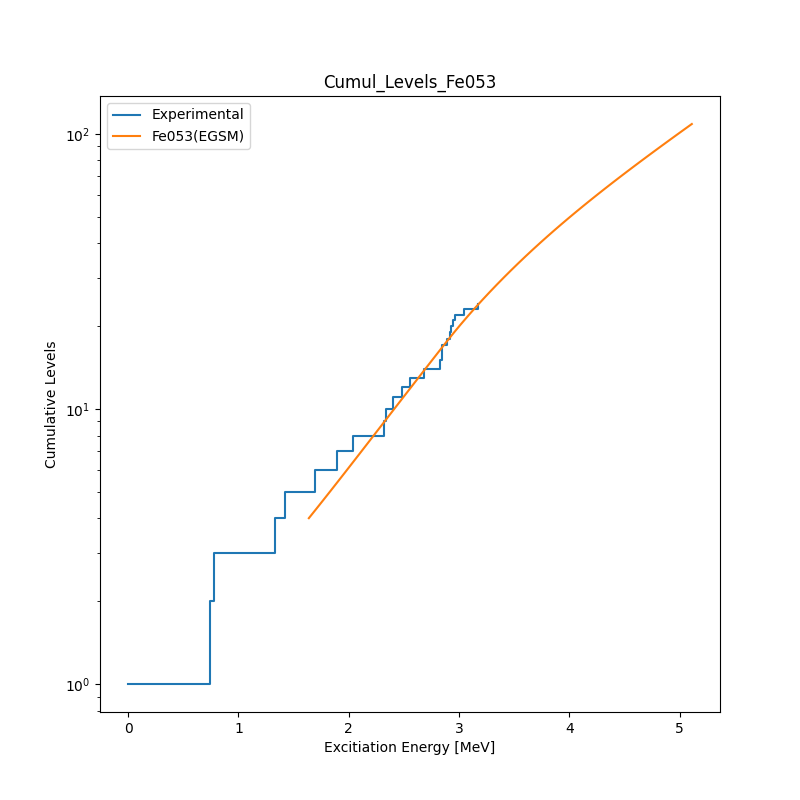 Cumul_Levels_Fe053
Experimental
Fe053(EGSM)
10²
10¹
10⁰
Cumulative Levels
0 1 2 3 4 5
Excitiation Energy [MeV]